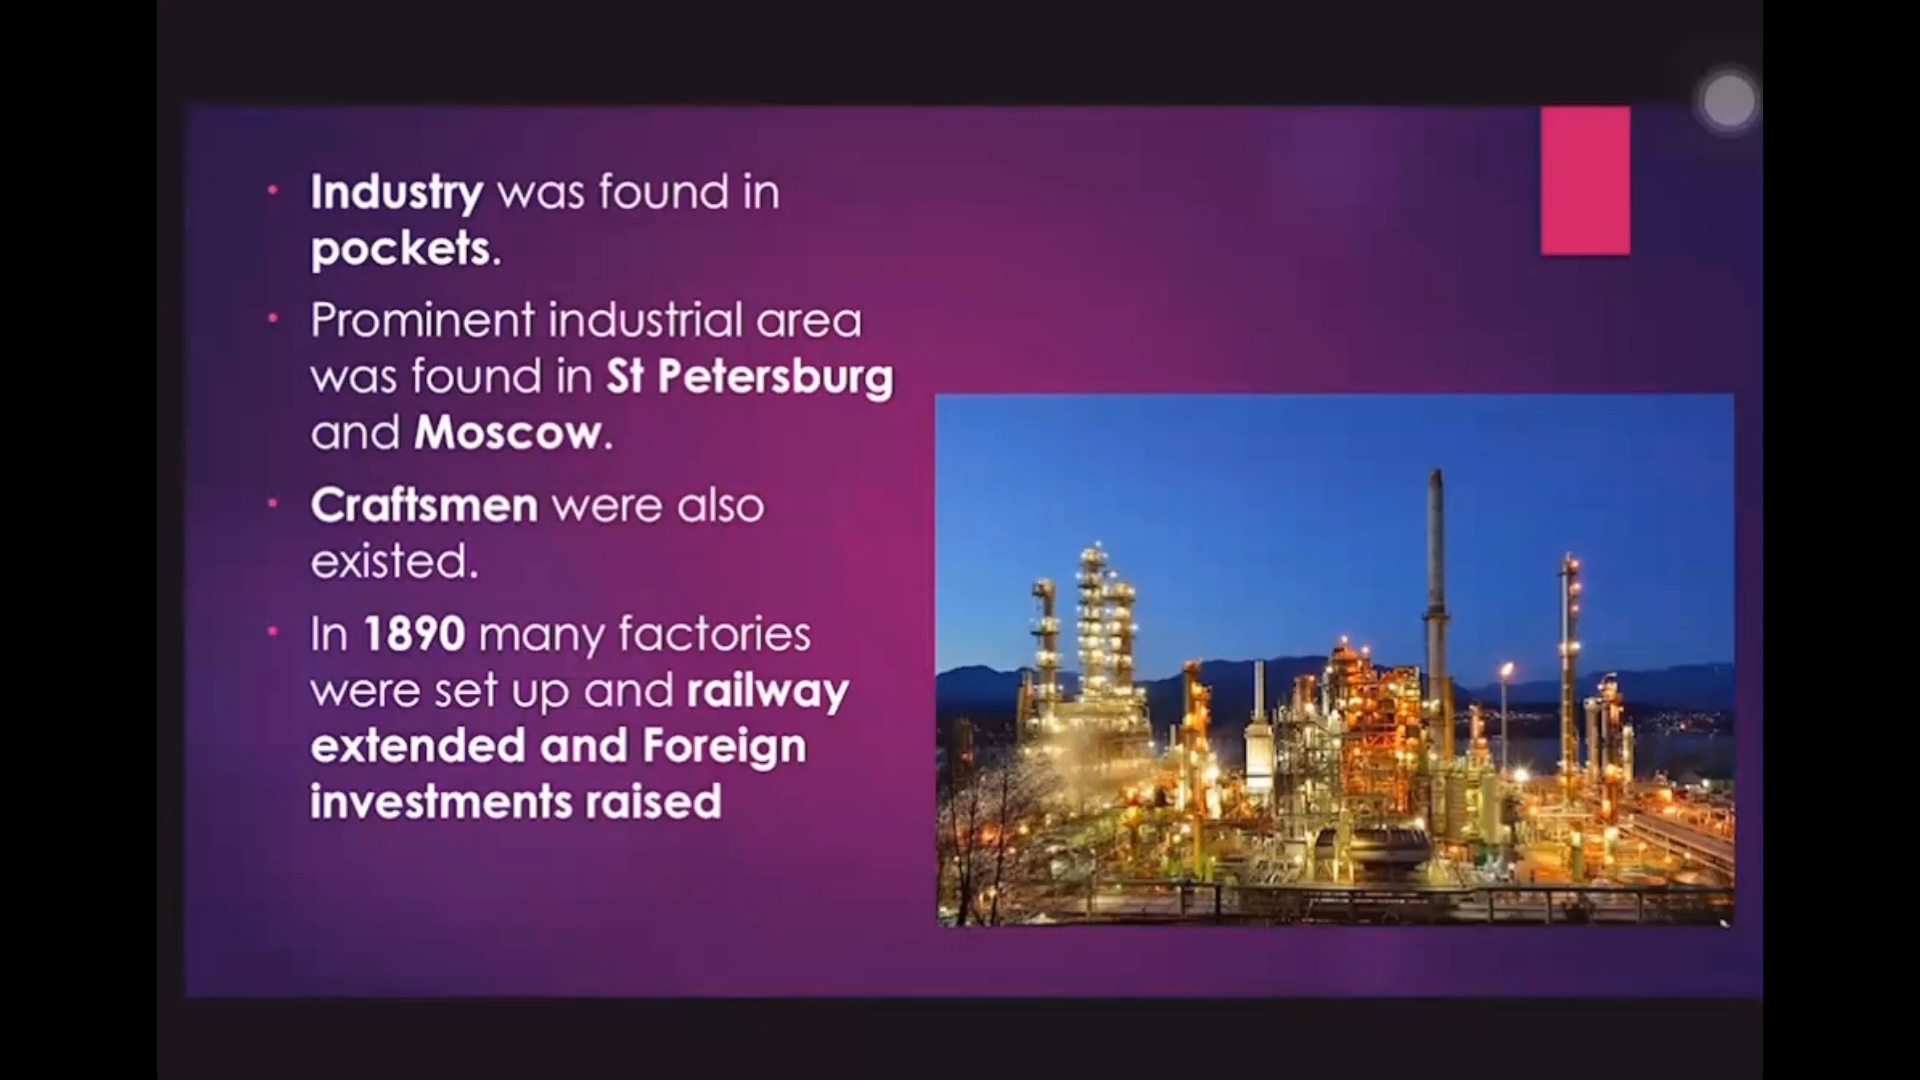 Industry was found in
pockets.
Prominent industrial area
was found in St Petersburg
and Moscow.
Craftsmen were also
existed.
In 1890 many factories
were set up and railway
extended and Foreign
investments raised